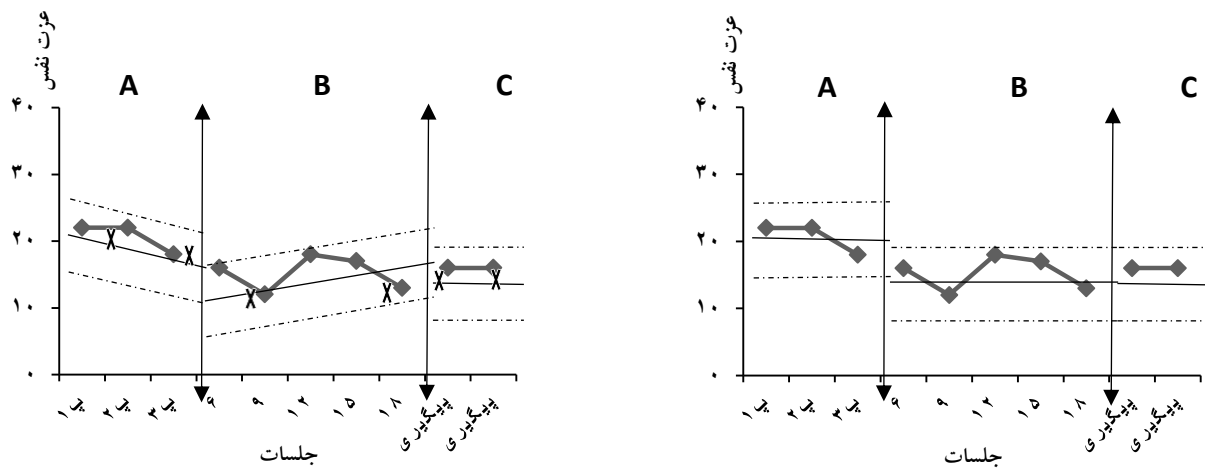 عزت نفس
A
B
C
۴۰
۳۰
۲۰
۱۰
۰
پ ۱
پ ۲
پ ۳
۶
۹
۱۲
۱۵
۱۸
پیگیری
پیگیری
جلسات
عزت نفس
A
B
C
۴۰
۳۰
۲۰
۱۰
۰
پ ۱
پ ۲
پ ۳
۶
۹
۱۲
۱۵
۱۸
پیگیری
پیگیری
جلسات